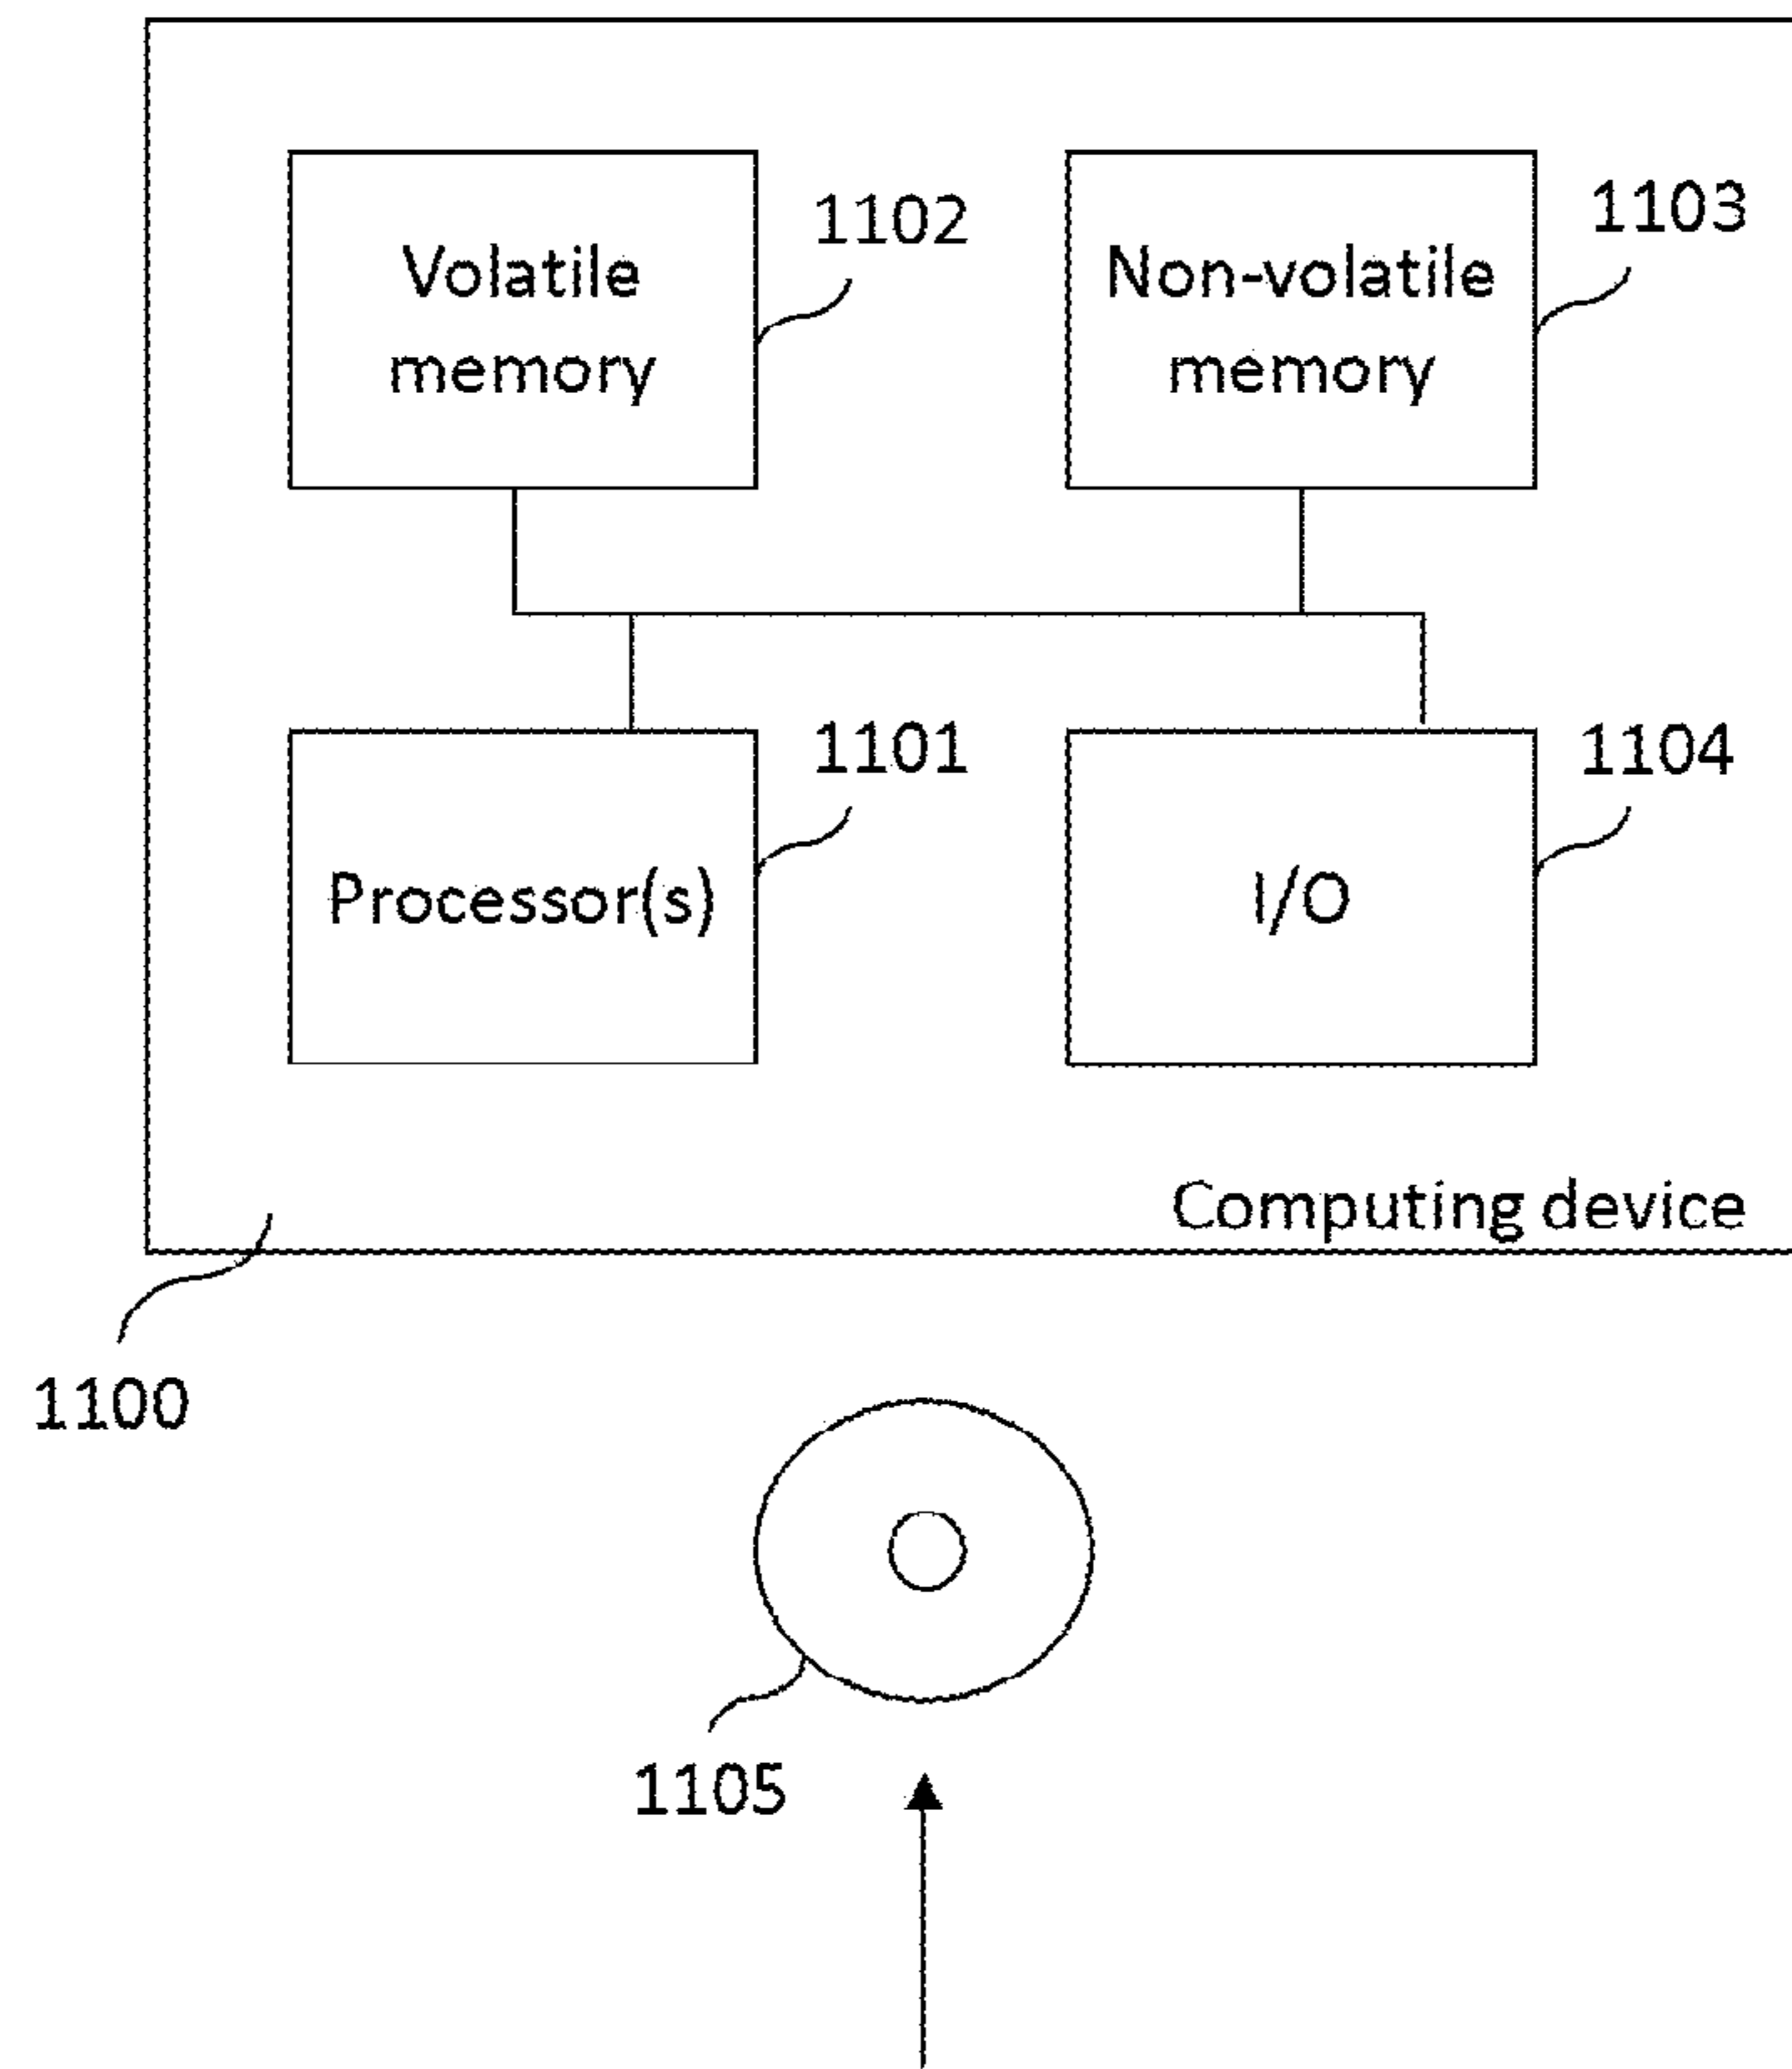 1102
1103
Volatile
memory
Non-volatile
memory
1101
1104
Processor(s)
I/O
Computing device
1100
1105